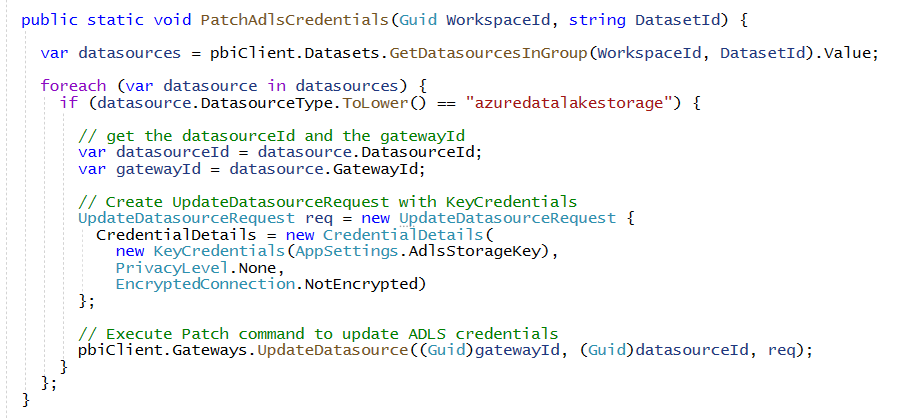 public static void PatchAdlsCredentials(Guid WorkspaceId, string DatasetId) {
var datasources = pbiClient.Datasets.GetDatasourcesInGroup(WorkspaceId, DatasetId).Value;
foreach (var datasource in datasources) {
if (datasource.DatasourceType.ToLower() == "azuredatalakestorage") {
// get the datasourceId and the gatewayId
var datasourceId = datasource.DatasourceId;
var gatewayId = datasource.GatewayId;
// Create UpdateDatasourceRequest with KeyCredentials
UpdateDatasourceRequest req = new UpdateDatasourceRequest {
CredentialDetails = new CredentialDetails(
new KeyCredentials(AppSettings.AdlsStorageKey),
PrivacyLevel.None,
EncryptedConnection.NotEncrypted)
};
// Execute Patch command to update ADLS credentials
pbiClient.Gateways.UpdateDatasource((Guid)gatewayId, (Guid)datasourceId, req);
}
};
}